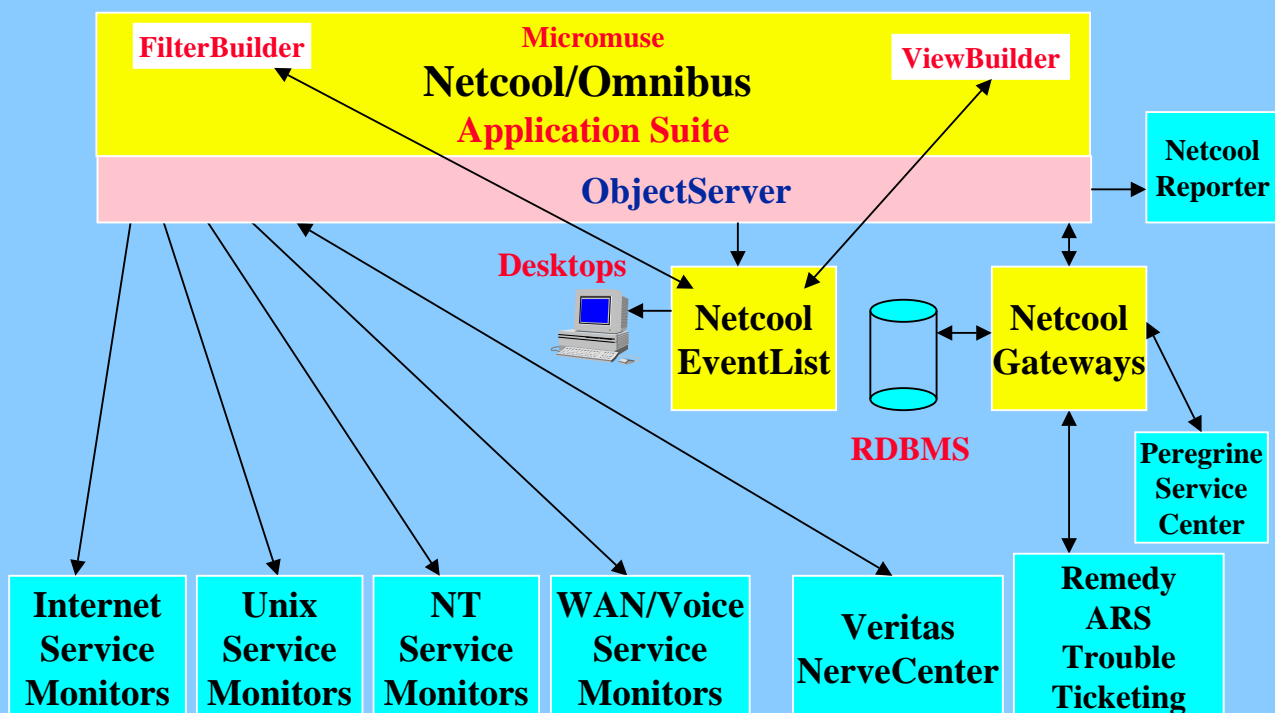 FilterBuilder
Micromuse
Netcool/Omnibus
Application Suite
ViewBuilder
ObjectServer
Netcool
Reporter
Desktops
Netcool
EventList
RDBMS
Netcool
Gateways
Peregrine
Service
Center
Internet
Service
Monitors
Unix
Service
Monitors
NT
Service
Monitors
WAN/Voice
Service
Monitors
Veritas
NerveCenter
Remedy
ARS
Trouble
Ticketing